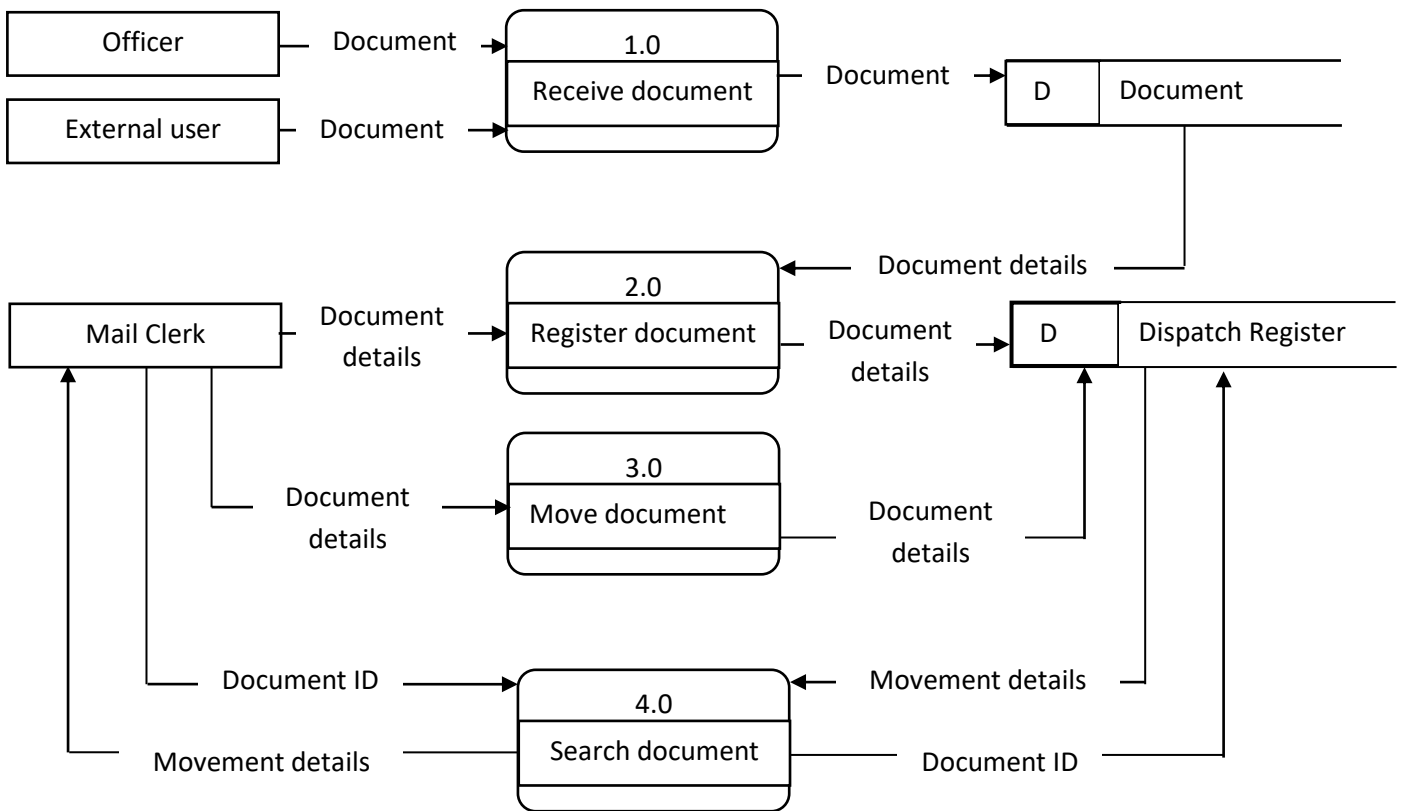 Officer
Document
1.0
Receive document
Document
D
Document
External user
Document
Document details
2.0
Mail Clerk
Document
details
Register document
Document
details
D
Dispatch Register
3.0
Document
details
Move document
Document
details
Document ID
4.0
Movement details
Movement details
Search document
Document ID